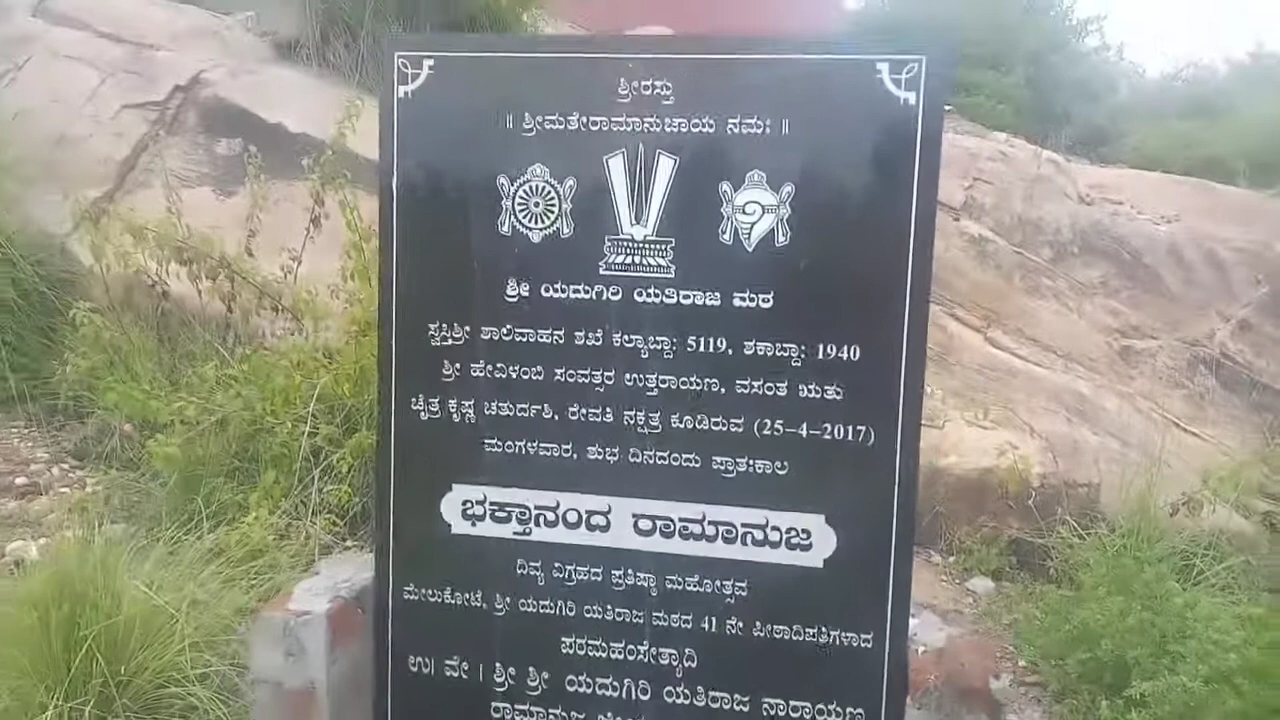 ಶ್ರೀರಸ್ತು
॥ ಶ್ರೀಮತೇರಾಮಾನುಜಾಯ ನಮಃ ॥
ಶ್ರೀ ಯದುಗಿರಿ ಯತಿರಾಜ ಮಠ
ಸ್ವಸ್ತಿಶ್ರೀ ಶಾಲಿವಾಹನ ಶಖೆ ಕಲ್ಯಾಬ್ದಾ: 5119, ಶಕಾಬ್ದಾ: 1940
ಶ್ರೀ ಹೇವಿಳಂಬಿ ಸಂವತ್ಸರ ಉತ್ತರಾಯಣ, ವಸಂತ ಋತು
ಚೈತ್ರ ಕೃಷ್ಣ ಚತುರ್ದಶಿ, ರೇವತಿ ನಕ್ಷತ್ರ ಕೂಡಿರುವ (25-4-2017)
ಮಂಗಳವಾರ, ಶುಭ ದಿನದಂದು ಪ್ರಾತಃಕಾಲ
ಭಕ್ತಾನಂದ ರಾಮಾನುಜ
ದಿವ್ಯ ವಿಗ್ರಹದ ಪ್ರತಿಷ್ಠಾ ಮಹೋತ್ಸವ
ಮೇಲುಕೋಟೆ, ಶ್ರೀ ಯದುಗಿರಿ ಯತಿರಾಜ ಮಠದ 41 ನೇ ಪೀಠಾದಿಪತಿಗಳಾದ
ಪರಮಹಂಸೇತ್ಯಾದಿ
ಉ। ವೇ । ಶ್ರೀ ಶ್ರೀ ಯದುಗಿರಿ ಯತಿರಾಜ ನಾರಾಯಣ
ರಾಮಾನುಜ